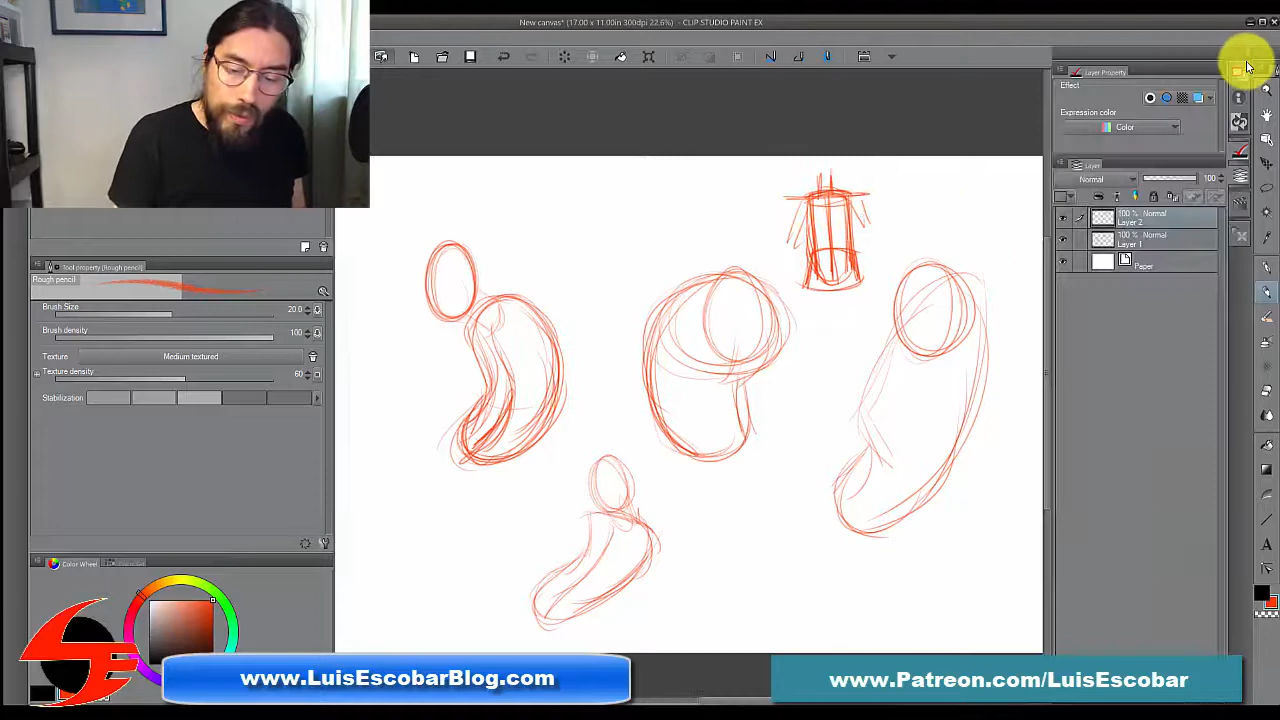 New canvas* (17.00 x 11.00in 300dpi 22.6%) - CLIP STUDIO PAINT EX
Layer Property
Effect
Expression color
Color
Layer
Normal
100
100 % Normal
Layer 2
100 % Normal
Layer 1
Paper
Tool property [Rough pencil]
Rough pencil
Brush Size
20.0
Brush density
100
Texture
Medium textured
Texture density
60
Stabilization
Color Wheel
www.LuisEscobarBlog.com
www.Patreon.com/LuisEscobar